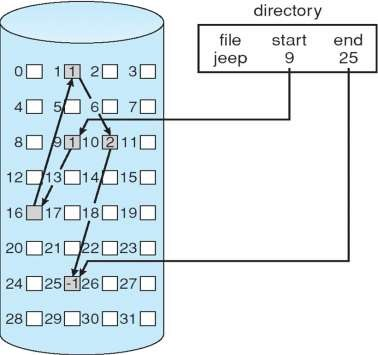 directory
file start end
jeep 9 25
0 1 1 2 3
4 5 6 7
8 9 1 10 2 11
12 13 14 15
16 17 18 19
20 21 22 23
24 25 -1 26 27
28 29 30 31